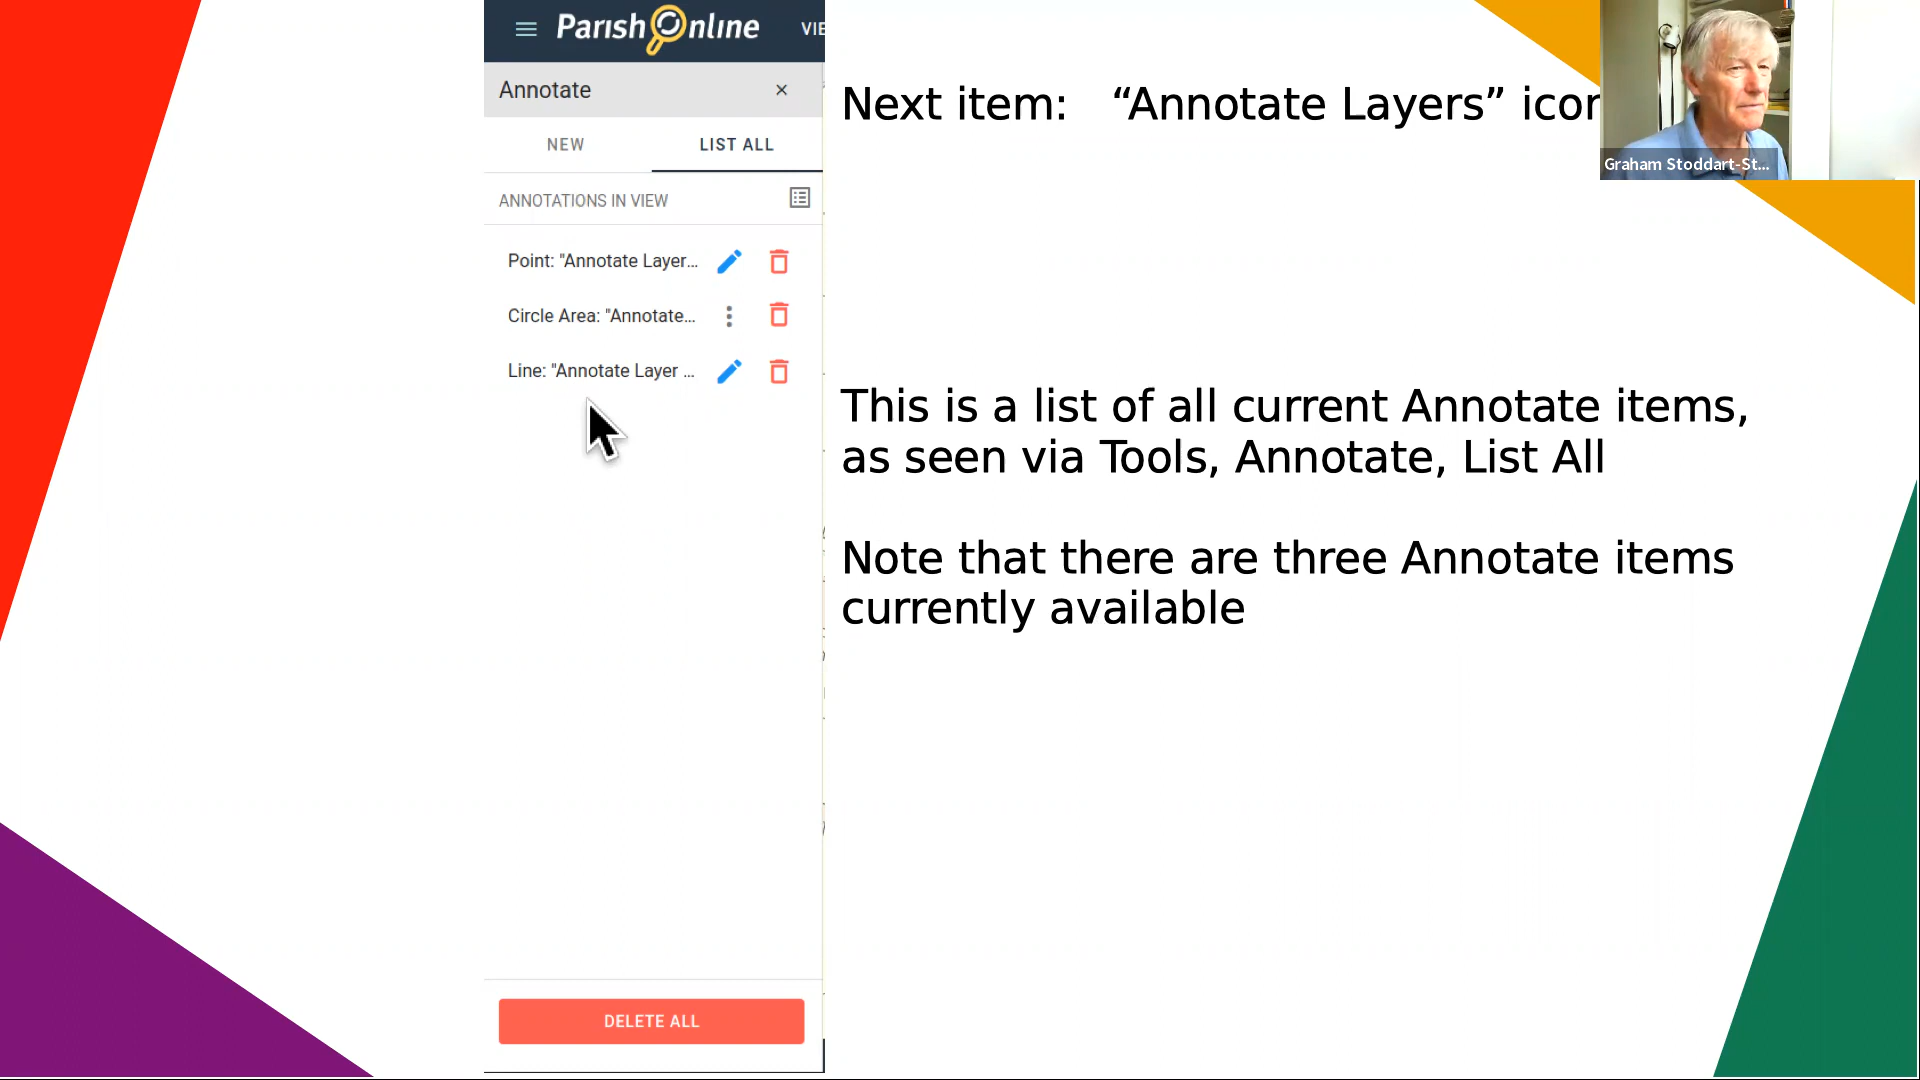 Parish Online
Annotate
NEW LIST ALL
ANNOTATIONS IN VIEW
Point: "Annotate Layer...
Circle Area: "Annotate...
Line: "Annotate Layer ...
DELETE ALL
Next item: “Annotate Layers”
This is a list of all current Annotate items,
as seen via Tools, Annotate, List All
Note that there are three Annotate items
currently available
Graham Stoddart-St...